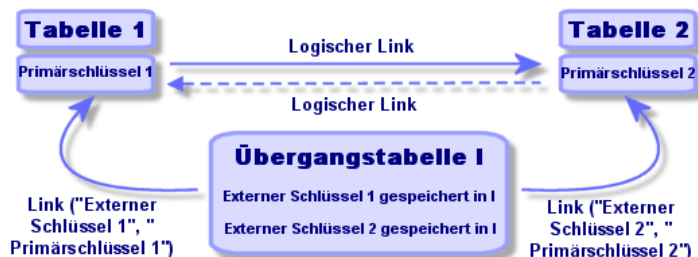 Tabelle 1
Primärschlüssel 1
Logischer Link
Logischer Link
Tabelle 2
Primärschlüssel 2
Übergangstabelle I
Externer Schlüssel 1 gespeichert in I
Externer Schlüssel 2 gespeichert in I
Link ("Externer
Schlüssel 1", "
Primärschlüssel 1")
Link ("Externer
Schlüssel 2", "
Primärschlüssel 2")